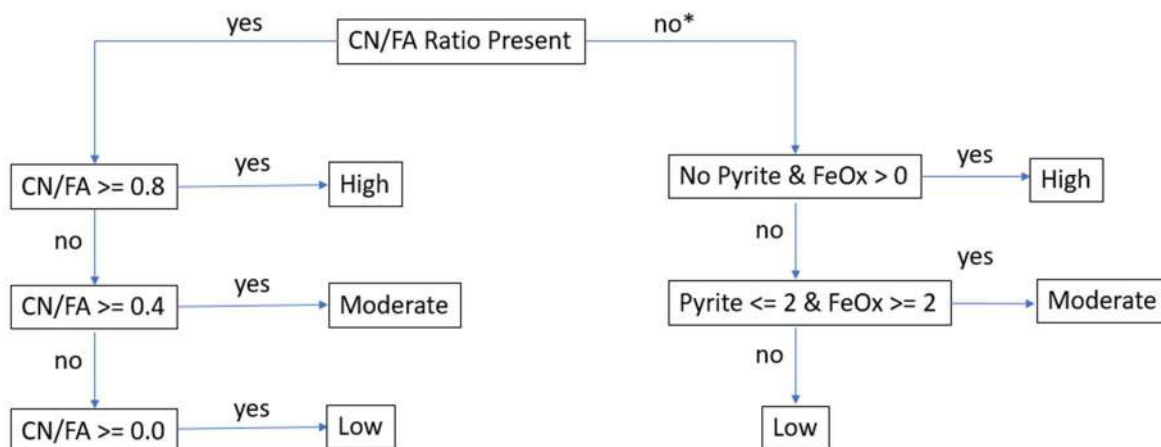 yes
CN/FA Ratio Present
no*
CN/FA >= 0.8
yes
High
No Pyrite & FeOx > 0
yes
High
no
no
CN/FA >= 0.4
yes
Moderate
Pyrite <= 2 & FeOx >= 2
yes
Moderate
no
no
CN/FA >= 0.0
yes
Low
Low